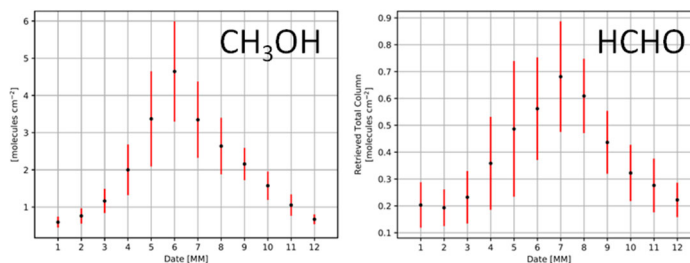 CH₃OH
[molecules cm⁻²]
6
5
4
3
2
1
1 2 3 4 5 6 7 8 9 10 11 12
Date [MM]
HCHO
Retrieved Total Column
[molecules cm⁻²]
0.9
0.8
0.7
0.6
0.5
0.4
0.3
0.2
0.1
1 2 3 4 5 6 7 8 9 10 11 12
Date [MM]